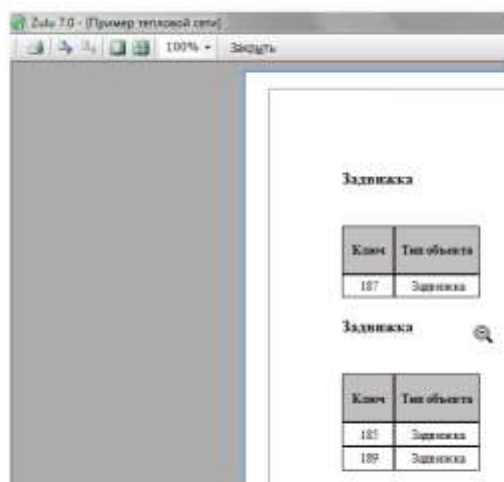 Zulu 7.0 - [Пример тепловой сети]
100% Закрыть
Задвижка
Ключ Тип объекта
187 Задвижка
Задвижка
Ключ Тип объекта
185 Задвижка
189 Задвижка